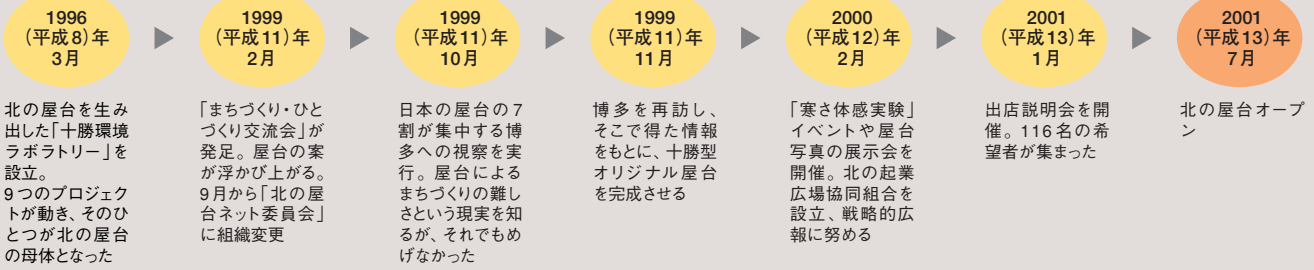 1996
（平成8）年
3月
北の屋台を生み
出した「十勝環境
ラボラトリー」を
設立。
9つのプロジェク
トが動き、そのひ
とつが北の屋台
の母体となった
1999
（平成11）年
2月
「まちづくり・ひと
づくり交流会」が
発足。屋台の案
が浮かび上がる。
9月から「北の屋
台ネット委員会」
に組織変更
1999
（平成11）年
10月
日本の屋台の7
割が集中する博
多への視察を実
行。屋台による
まちづくりの難し
さという現実を知
るが、それでもめ
げなかった
1999
（平成11）年
11月
博多を再訪し、
そこで得た情報
をもとに、十勝型
オリジナル屋台
を完成させる
2000
（平成12）年
2月
「寒さ体感実験」
イベントや屋台
写真の展示会を
開催。北の起業
広場協同組合を
設立、戦略的広
報に努める
2001
（平成13）年
1月
出店説明会を開
催。116名の希
望者が集まった
2001
（平成13）年
7月
北の屋台オープ
ン